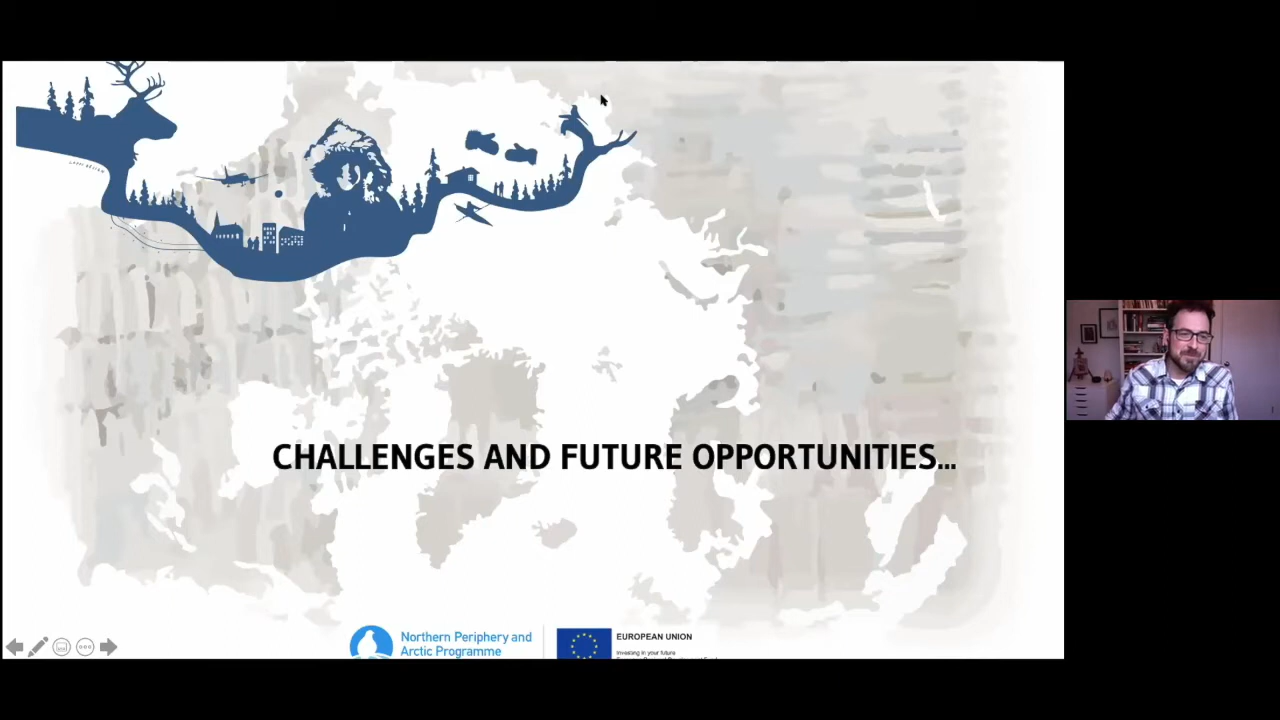 CHALLENGES AND FUTURE OPPORTUNITIES...
Northern Periphery and
Arctic Programme
EUROPEAN UNION
Investing in your future